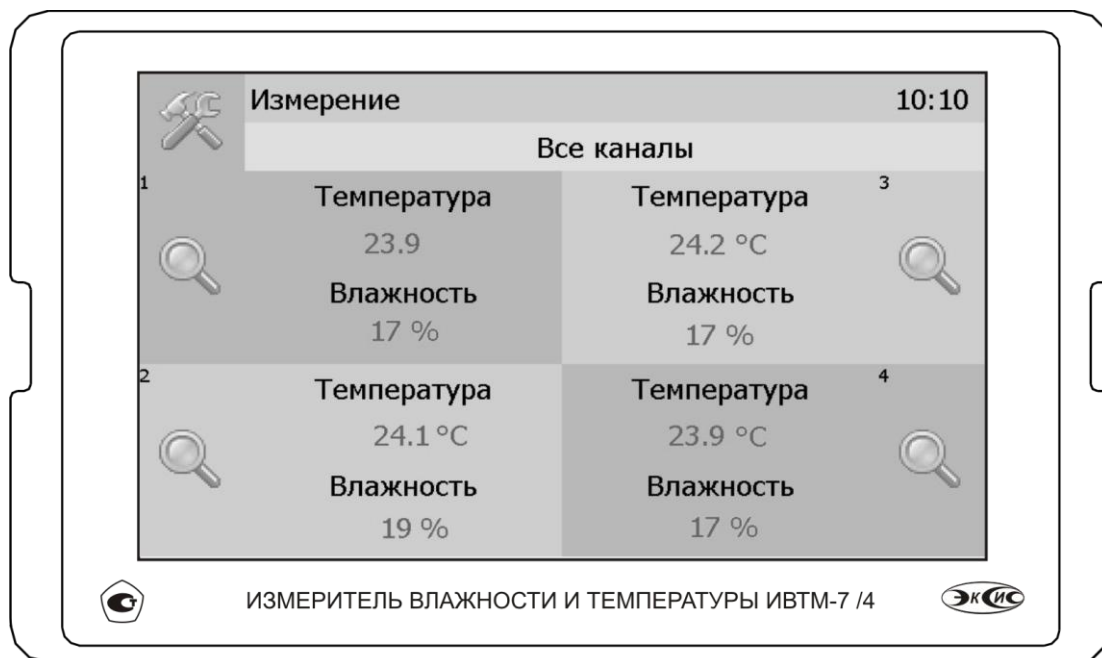 Измерение 10:10
Все каналы
1
Температура
23.9
Влажность
17 %
3
Температура
24.2 °C
Влажность
17 %
2
Температура
24.1 °C
Влажность
19 %
4
Температура
23.9 °C
Влажность
17 %
ИЗМЕРИТЕЛЬ ВЛАЖНОСТИ И ТЕМПЕРАТУРЫ ИВТМ-7 /4
ЭКСИС